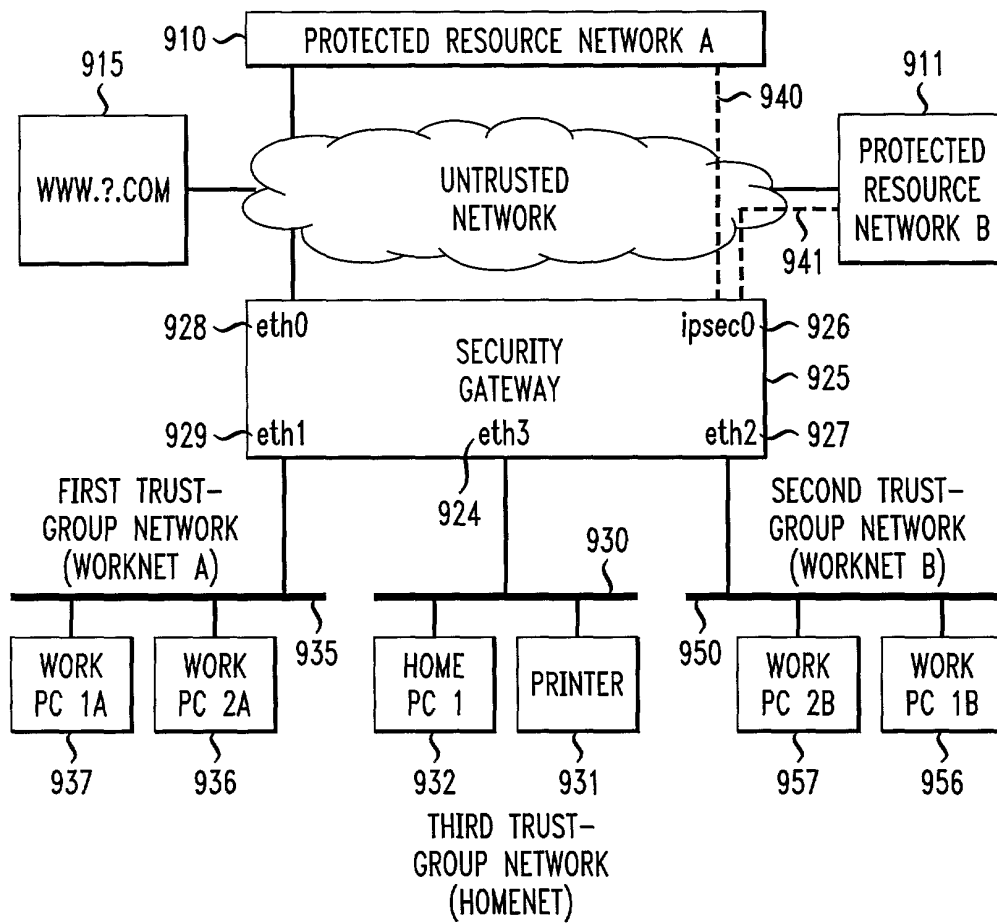 910
PROTECTED RESOURCE NETWORK A
915
940
911
WWW.?.COM
UNTRUSTED
NETWORK
PROTECTED
RESOURCE
NETWORK B
941
928
eth0
ipsec0
926
SECURITY
GATEWAY
925
929
eth1
eth3
eth2
927
924
FIRST TRUST-
GROUP NETWORK
(WORKNET A)
SECOND TRUST-
GROUP NETWORK
(WORKNET B)
930
935
950
WORK
PC 1A
WORK
PC 2A
HOME
PC 1
PRINTER
WORK
PC 2B
WORK
PC 1B
937
936
932
931
957
956
THIRD TRUST-
GROUP NETWORK
(HOMENET)